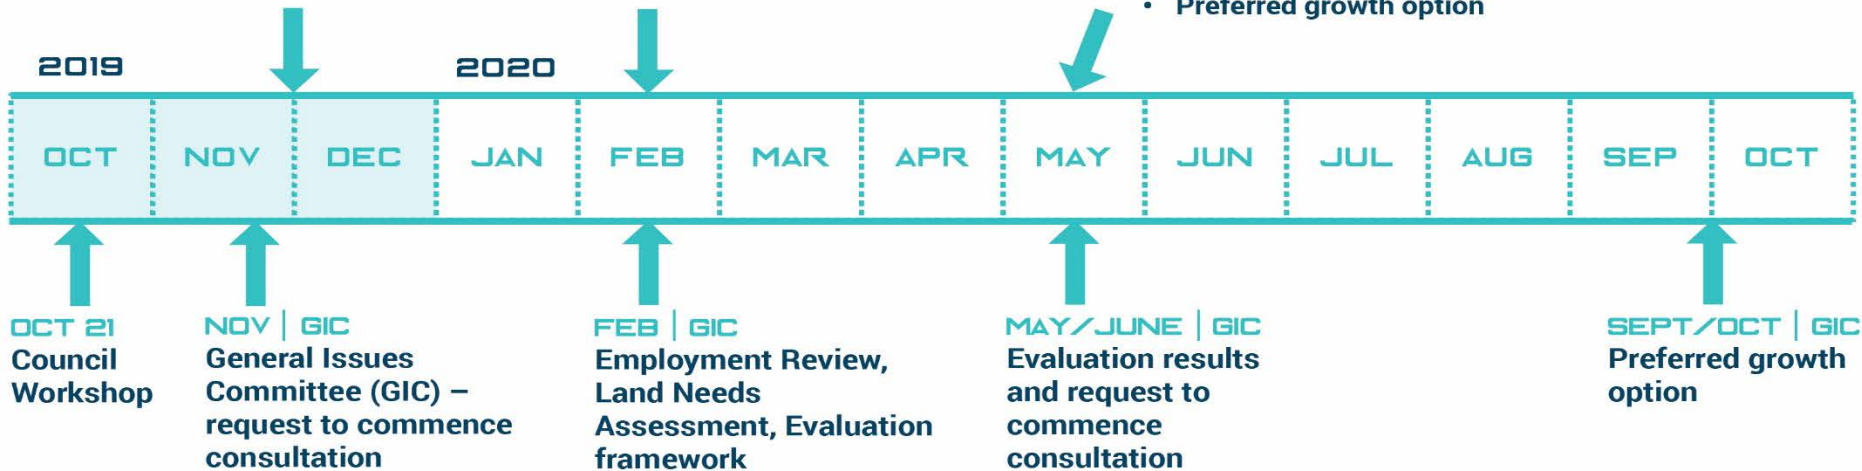 • Preferred growth option
2019
2020
OCT
NOV
DEC
JAN
FEB
MAR
APR
MAY
JUN
JUL
AUG
SEP
OCT
OCT 21
Council
Workshop
NOV | GIC
General Issues
Committee (GIC) –
request to commence
consultation
FEB | GIC
Employment Review,
Land Needs
Assessment, Evaluation
framework
MAY/JUNE | GIC
Evaluation results
and request to
commence
consultation
SEPT/OCT | GIC
Preferred growth
option